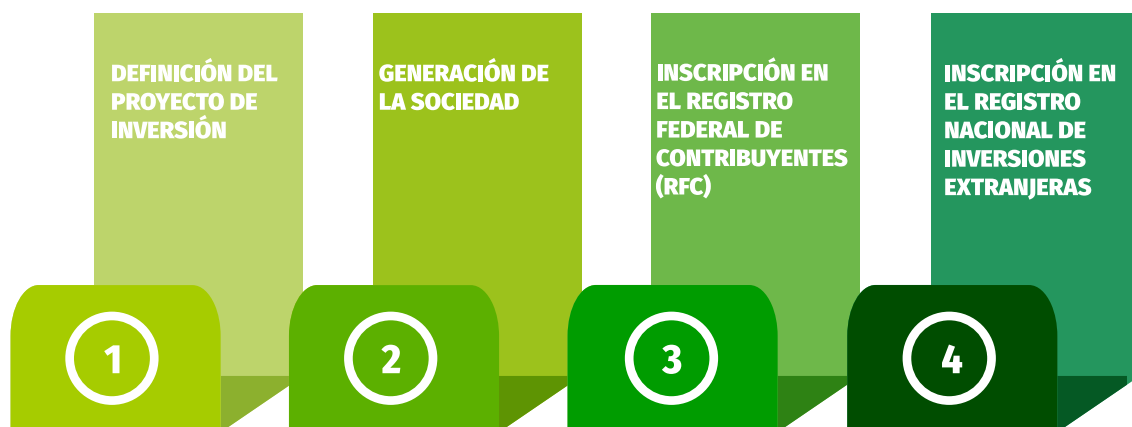 DEFINICIÓN DEL
PROYECTO DE
INVERSIÓN
1
GENERACIÓN DE
LA SOCIEDAD
2
INSCRIPCIÓN EN
EL REGISTRO
FEDERAL DE
CONTRIBUYENTES
(RFC)
3
INSCRIPCIÓN EN
EL REGISTRO
NACIONAL DE
INVERSIONES
EXTRANJERAS
4